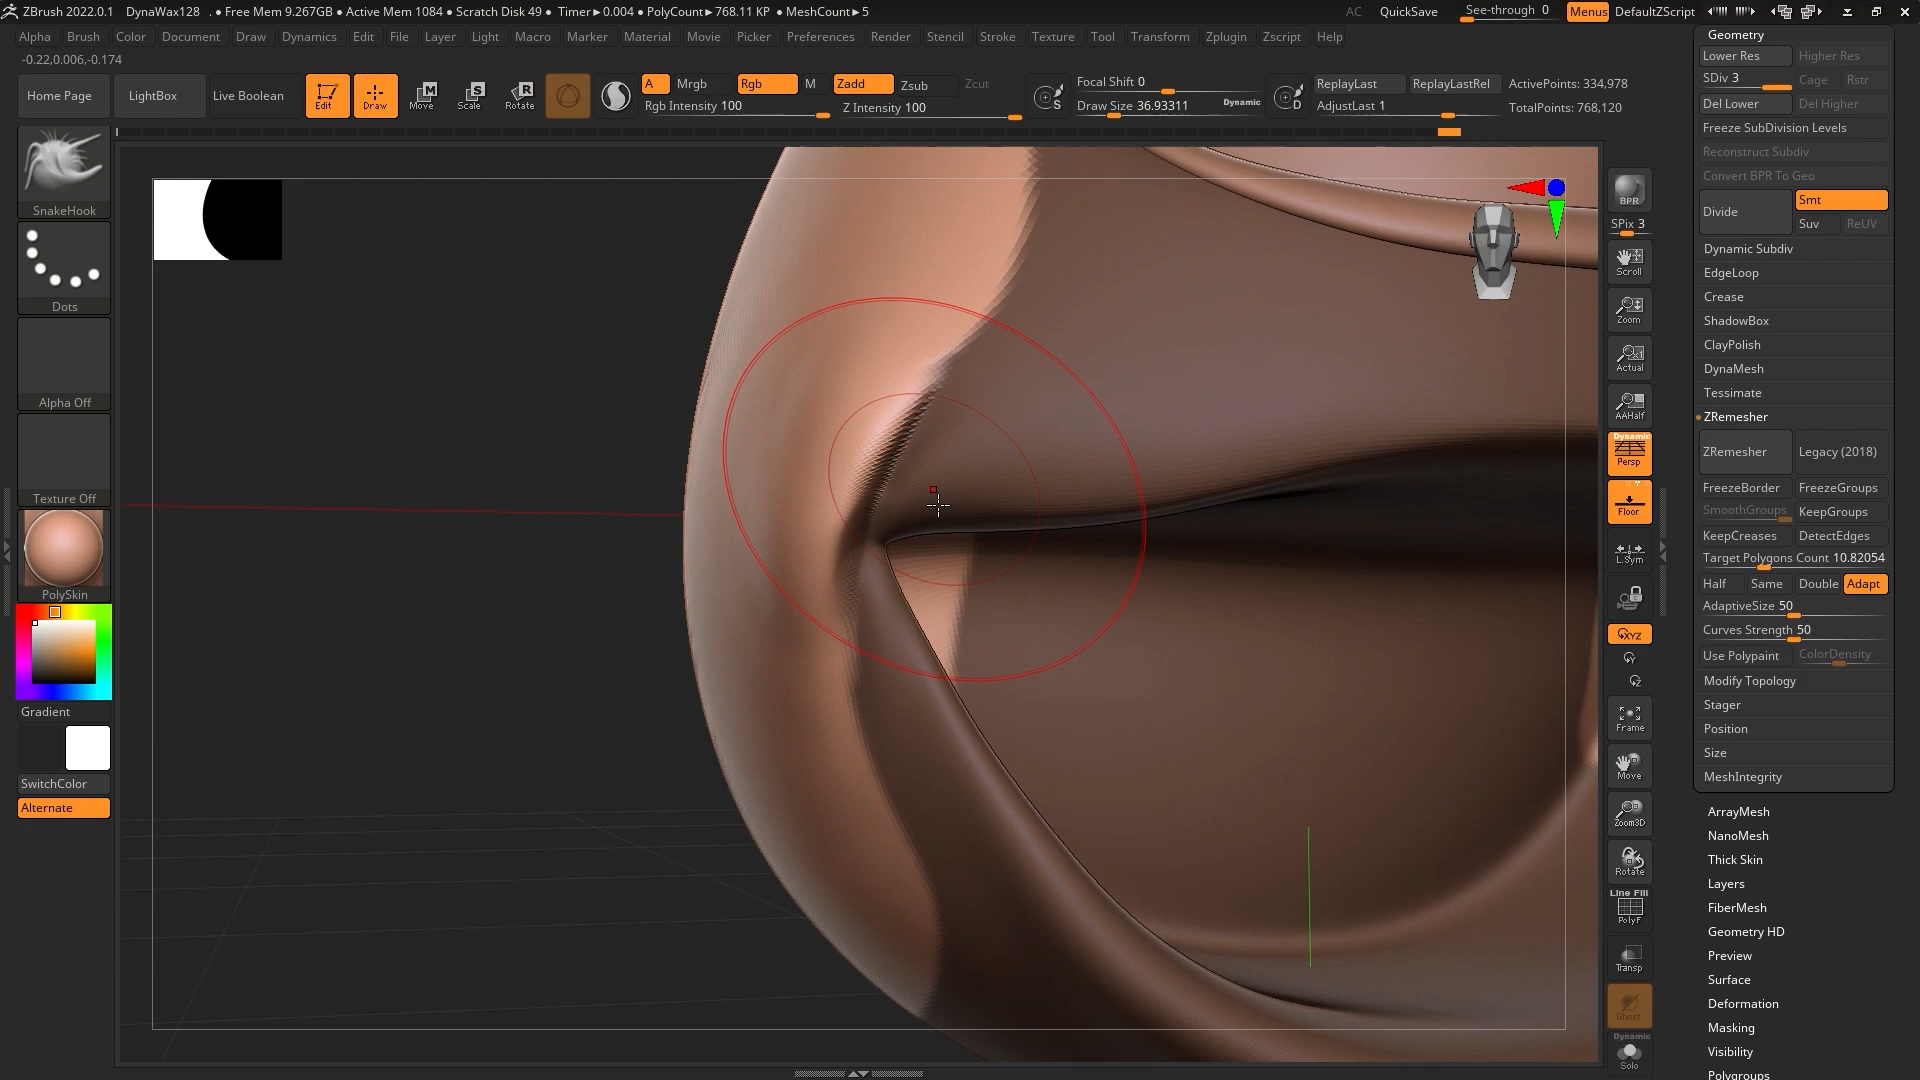 ZBrush 2022.0.1 DynaWax128 . ● Free Mem 9.267GB ● Active Mem 1084 ● Scratch Disk 49 ● Timer►0.004 ● PolyCount►768.11 KP ● MeshCount►5 AC QuickSave See-through 0 Menus DefaultZScript
Alpha Brush Color Document Draw Dynamics Edit File Layer Light Macro Marker Material Movie Picker Preferences Render Stencil Stroke Texture Tool Transform Zplugin Zscript Help
-0.22,0.006,-0.174
Home Page LightBox Live Boolean Edit Draw Move Scale Rotate
A Mrgb Rgb M Zadd Zsub Zcut
Rgb Intensity 100 Z Intensity 100
Focal Shift 0
Draw Size 36.93311 Dynamic
ReplayLast ReplayLastRel ActivePoints: 334,978
AdjustLast 1 TotalPoints: 768,120
SnakeHook
Dots
Alpha Off
Texture Off
PolySkin
Gradient
SwitchColor
Alternate
BPR
SPix 3
Scroll
Zoom
Actual
AAHalf
Dynamic
Persp
Floor
L.Sym
XYZ
Y
Z
Frame
Move
Zoom3D
Rotate
Line Fill
PolyF
Transp
Ghost
Dynamic
Solo
Geometry
Lower Res Higher Res
SDiv 3 Cage Rstr
Del Lower Del Higher
Freeze SubDivision Levels
Reconstruct Subdiv
Convert BPR To Geo
Divide Smt
Suv ReUV
Dynamic Subdiv
EdgeLoop
Crease
ShadowBox
ClayPolish
DynaMesh
Tessimate
ZRemesher
ZRemesher Legacy (2018)
FreezeBorder FreezeGroups
SmoothGroups KeepGroups
KeepCreases DetectEdges
Target Polygons Count 10.82054
Half Same Double Adapt
AdaptiveSize 50
Curves Strength 50
Use Polypaint ColorDensity
Modify Topology
Stager
Position
Size
MeshIntegrity
ArrayMesh
NanoMesh
Thick Skin
Layers
FiberMesh
Geometry HD
Preview
Surface
Deformation
Masking
Visibility
Polygroups